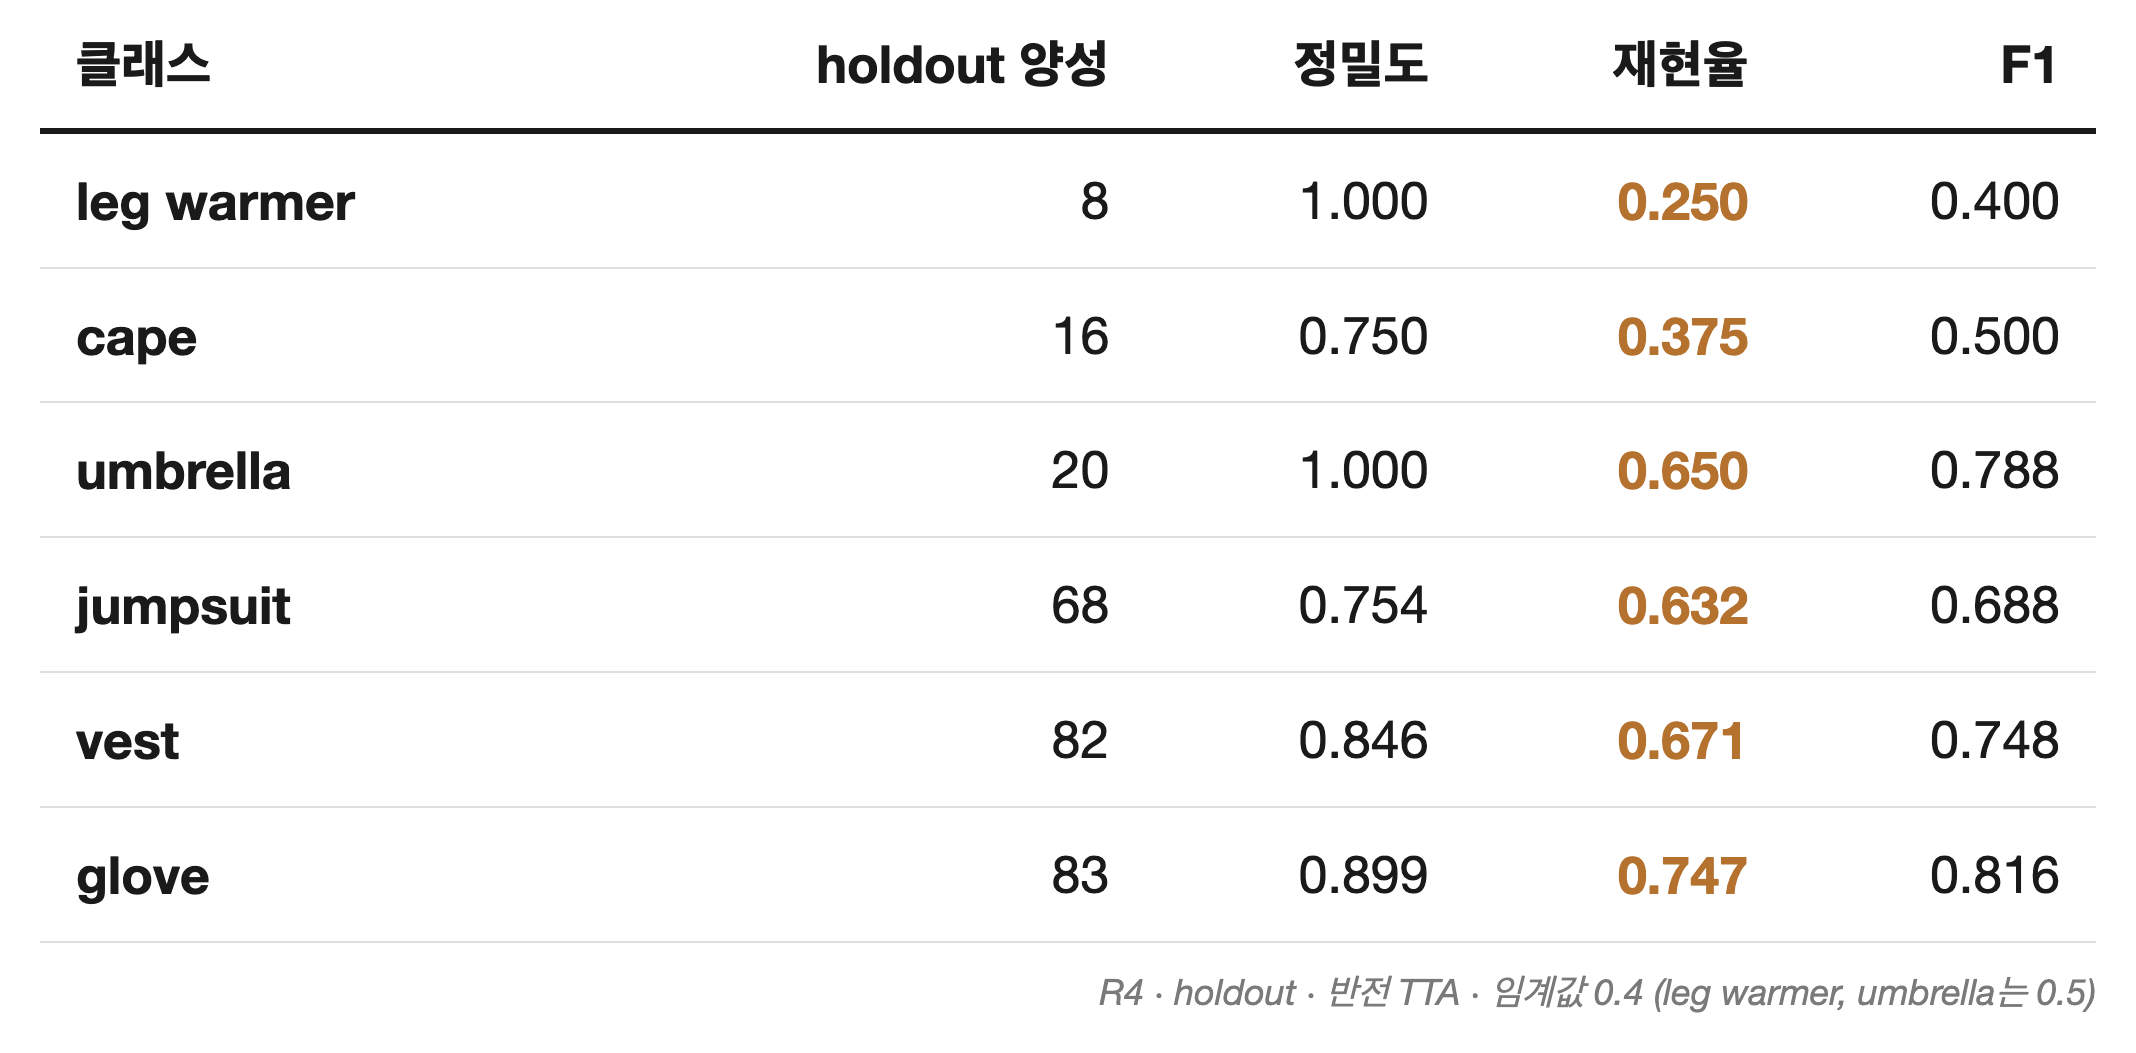 클래스 holdout 양성 정밀도 재현율 F1
leg warmer 8 1.000 0.250 0.400
cape 16 0.750 0.375 0.500
umbrella 20 1.000 0.650 0.788
jumpsuit 68 0.754 0.632 0.688
vest 82 0.846 0.671 0.748
glove 83 0.899 0.747 0.816
R4 · holdout · 반전 TTA · 임계값 0.4 (leg warmer, umbrella는 0.5)